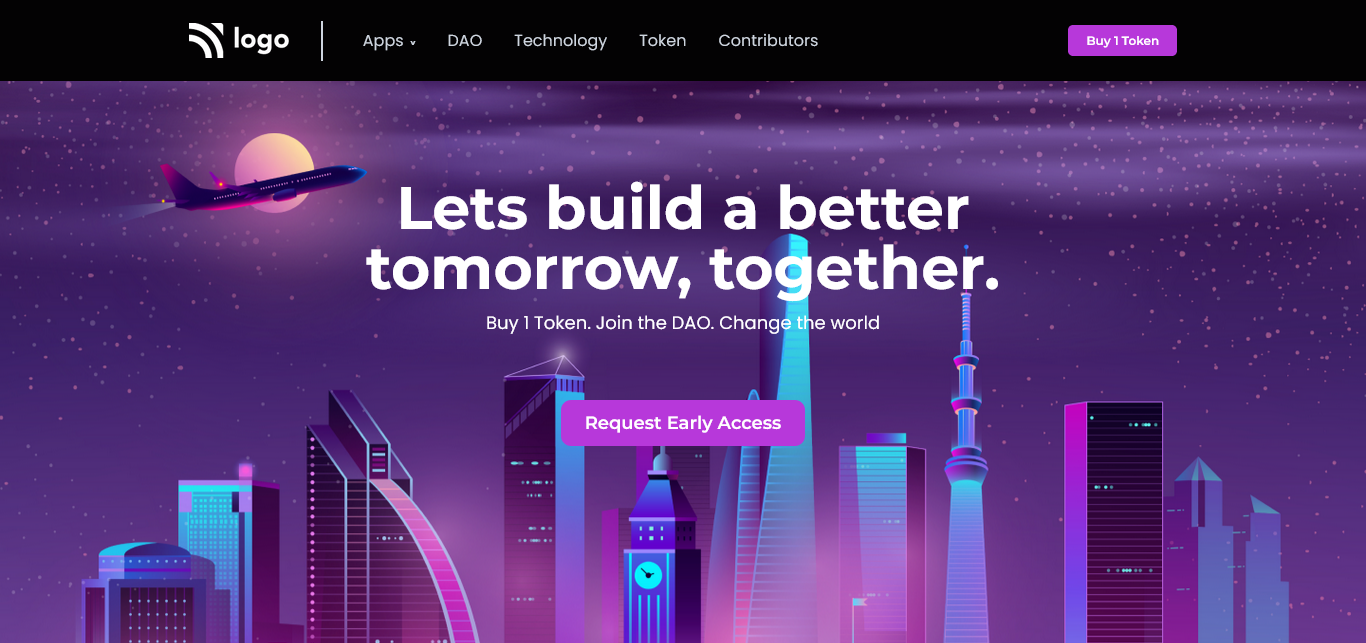 logo
Apps DAO Technology Token Contributors
Buy 1 Token
Lets build a better
tomorrow, together.
Buy 1 Token. Join the DAO. Change the world
Request Early Access